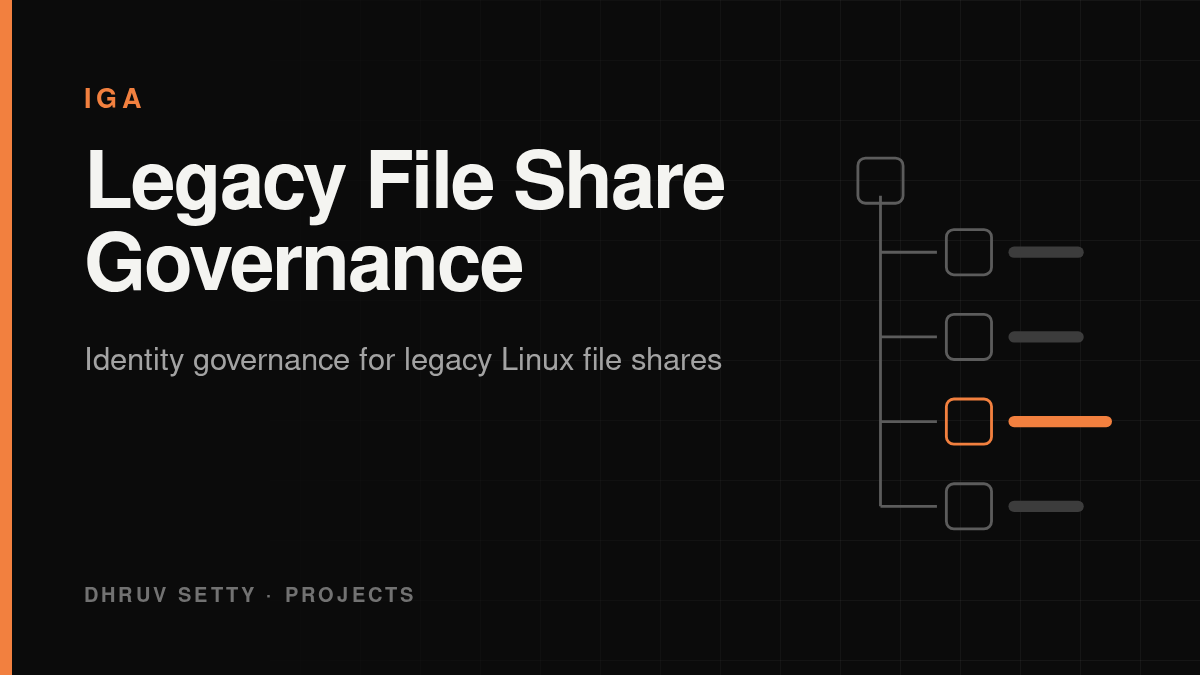 IGA
Legacy File Share
Governance
Identity governance for legacy Linux file shares
DHRUV SETTY · PROJECTS